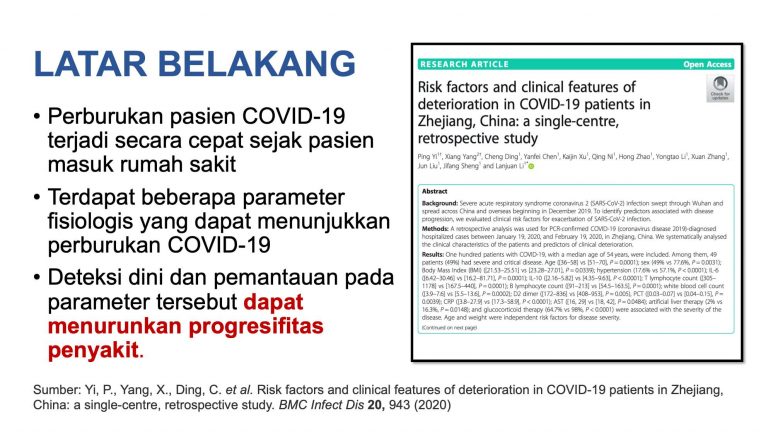 LATAR BELAKANG
• Perburukan pasien COVID-19
terjadi secara cepat sejak pasien
masuk rumah sakit
• Terdapat beberapa parameter
fisiologis yang dapat menunjukkan
perburukan COVID-19
• Deteksi dini dan pemantauan pada
parameter tersebut dapat
menurunkan progresifitas
penyakit.
RESEARCH ARTICLE Open Access
Risk factors and clinical features of
deterioration in COVID-19 patients in
Zhejiang, China: a single-centre,
retrospective study
Check for
updates
Ping Yi, Xiang Yang, Cheng Ding, Yanfei Chen, Kaijin Xu, Qing Ni, Hong Zhao, Yongtao Li, Xuan Zhang,
Jun Liu, Jifang Sheng and Lanjuan Li
Abstract
Background: Severe acute respiratory syndrome coronavirus 2 (SARS-CoV-2) infection swept through Wuhan and
spread across China and overseas beginning in December 2019. To identify predictors associated with disease
progression, we evaluated clinical risk factors for exacerbation of SARS-CoV-2 infection.
Methods: A retrospective analysis was used for PCR-confirmed COVID-19 (coronavirus disease 2019)-diagnosed
hospitalized cases between January 19, 2020, and February 19, 2020, in Zhejiang, China. We systematically analysed
the clinical characteristics of the patients and predictors of clinical deterioration.
Results: One hundred patients with COVID-19, with a median age of 54 years, were included. Among them, 49
patients (49%) had severe and critical disease. Age ([36–58] vs [51–70], P < 0.0001); sex (49% vs 77.6%, P = 0.0031);
Body Mass Index (BMI) ([21.53–25.51] vs [23.28–27.01], P = 0.0339); hypertension (17.6% vs 57.1%, P < 0.0001); IL-6
([6.42–30.46] vs [16.2–81.71], P = 0.0001); IL-10 ([2.16–5.82] vs [4.35–9.63], P < 0.0001); T lymphocyte count ([305–
1178] vs [167.5–440], P = 0.0001); B lymphocyte count ([91–213] vs [54.5–163.5], P = 0.0001); white blood cell count
([3.9–7.6] vs [5.5–13.6], P = 0.0002); D2 dimer ([172–836] vs [408–953], P = 0.005), PCT ([0.03–0.07] vs [0.04–0.15], P =
0.0039); CRP ([3.8–27.9] vs [17.3–58.9], P < 0.0001); AST ([16, 29] vs [18, 42], P = 0.0484); artificial liver therapy (2% vs
16.3%, P = 0.0148); and glucocorticoid therapy (64.7% vs 98%, P < 0.0001) were associated with the severity of the
disease. Age and weight were independent risk factors for disease severity.
(Continued on next page)
Sumber: Yi, P., Yang, X., Ding, C. et al. Risk factors and clinical features of deterioration in COVID-19 patients in Zhejiang,
China: a single-centre, retrospective study. BMC Infect Dis 20, 943 (2020)